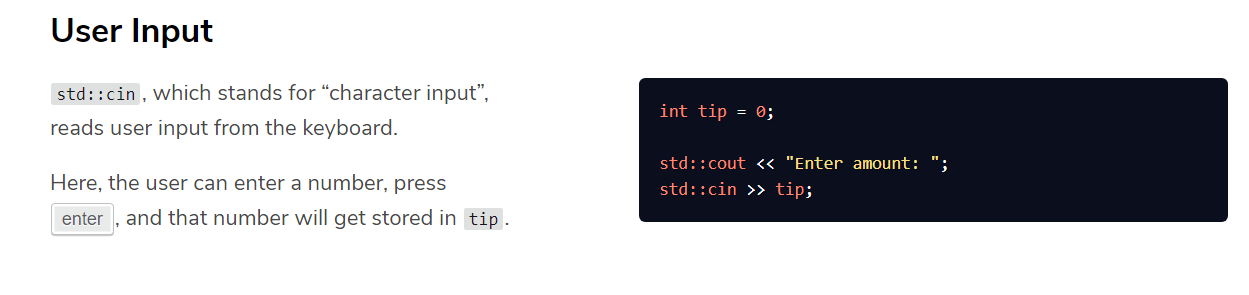 User Input
std::cin, which stands for “character input”,
reads user input from the keyboard.
Here, the user can enter a number, press
enter, and that number will get stored in tip.
int tip = 0;
std::cout << "Enter amount: ";
std::cin >> tip;